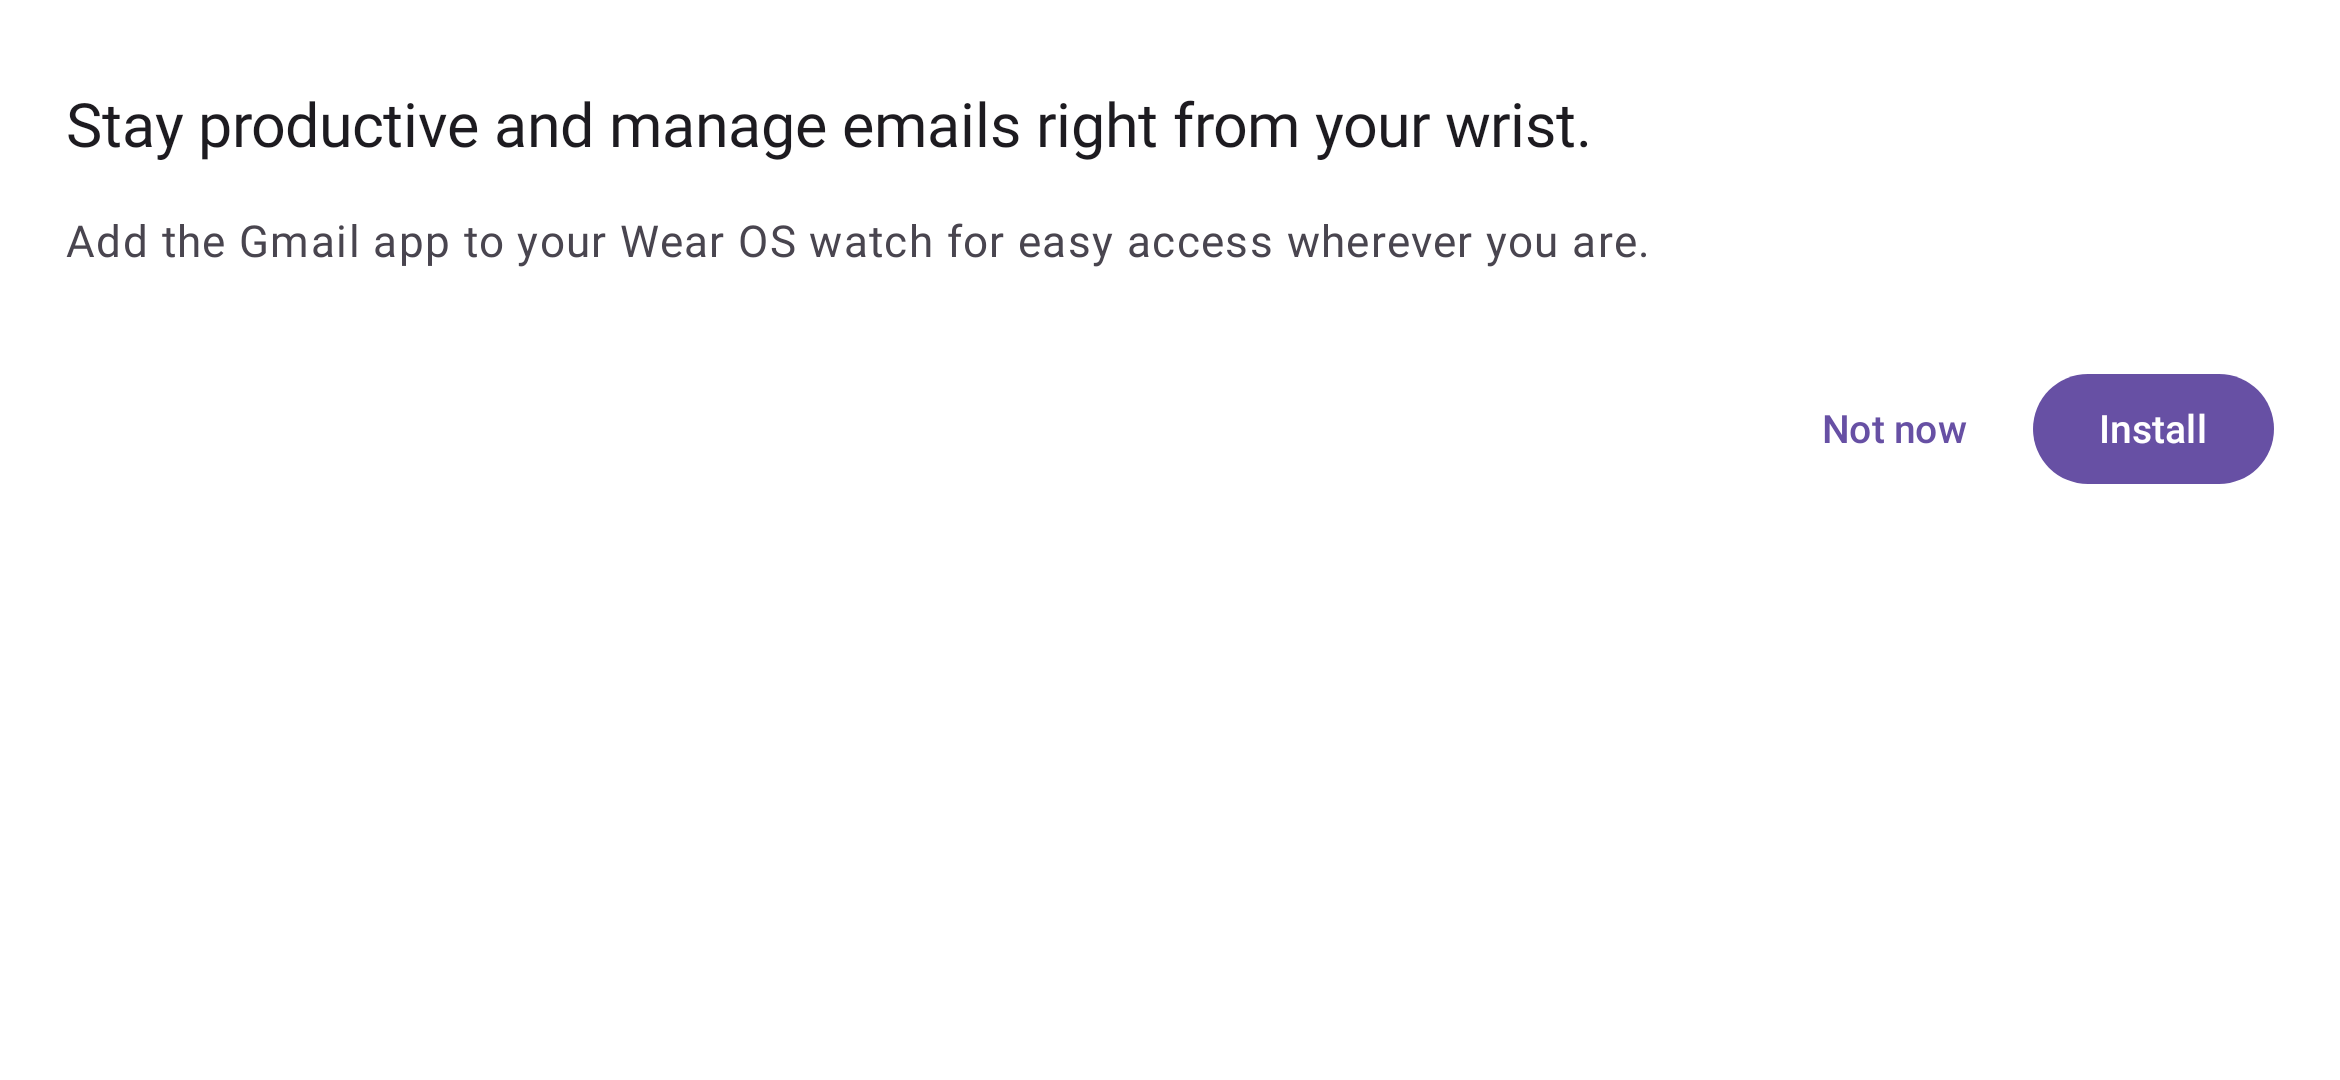 Stay productive and manage emails right from your wrist.
Add the Gmail app to your Wear OS watch for easy access wherever you are.
Not now
Install